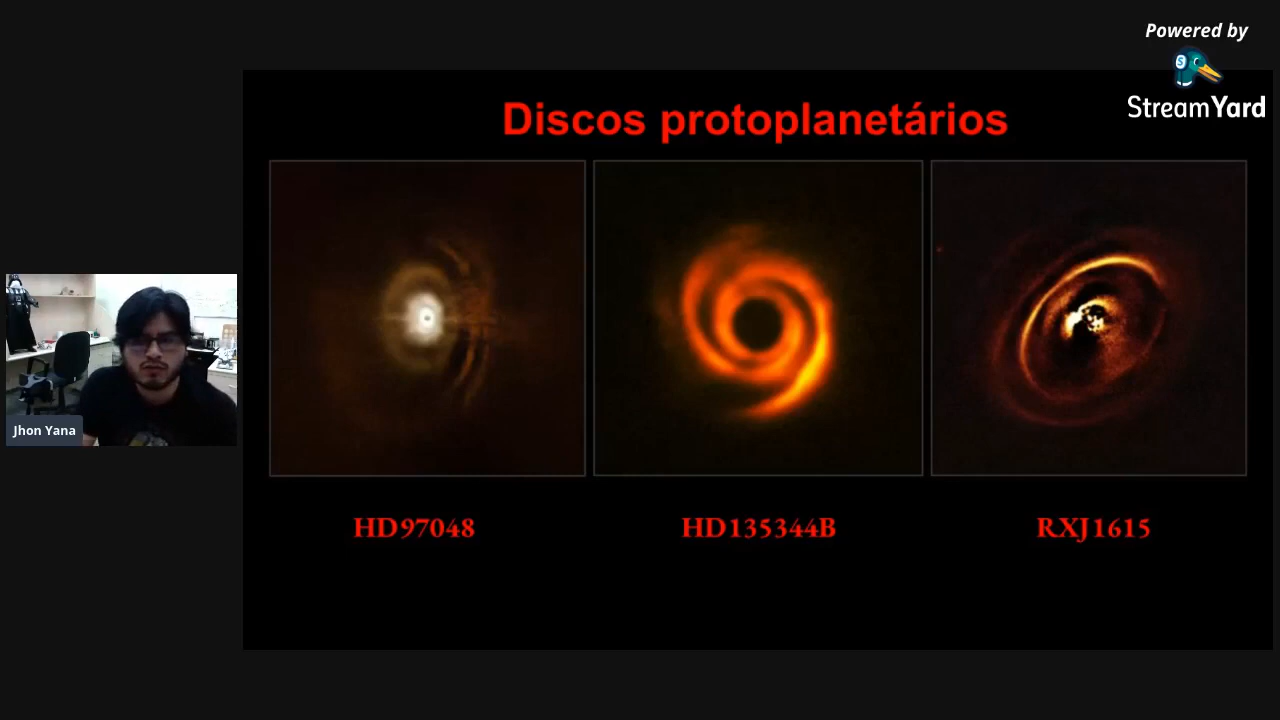 Powered by
StreamYard
Discos protoplanetários
Jhon Yana
HD97048
HD135344B
RXJ1615